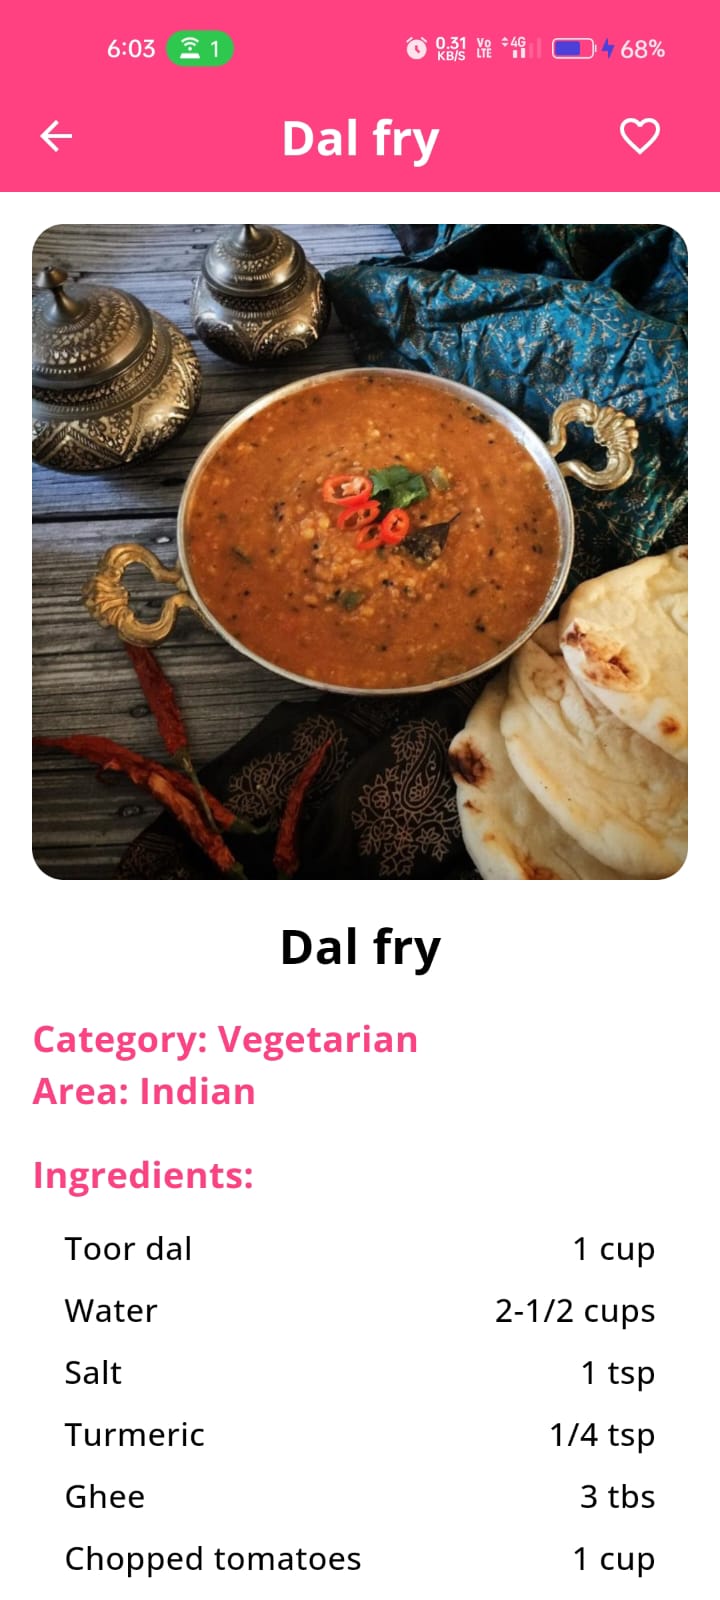 6:03 1 0.31 KB/S Vo LTE 4G 68%
Dal fry
Dal fry
Category: Vegetarian
Area: Indian
Ingredients:
Toor dal 1 cup
Water 2-1/2 cups
Salt 1 tsp
Turmeric 1/4 tsp
Ghee 3 tbs
Chopped tomatoes 1 cup